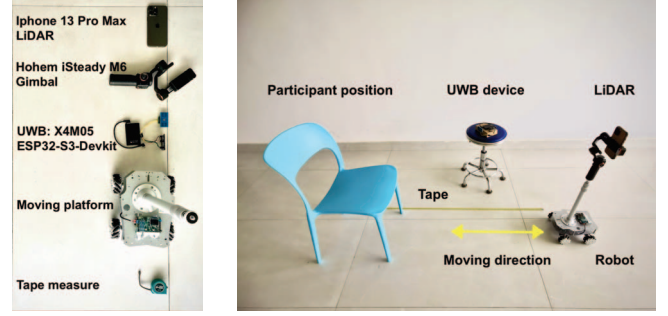 Iphone 13 Pro Max
LiDAR
Hohem iSteady M6
Gimbal
UWB: X4M05
ESP32-S3-Devkit
Moving platform
Tape measure
Participant position
UWB device
LiDAR
Tape
Moving direction
Robot